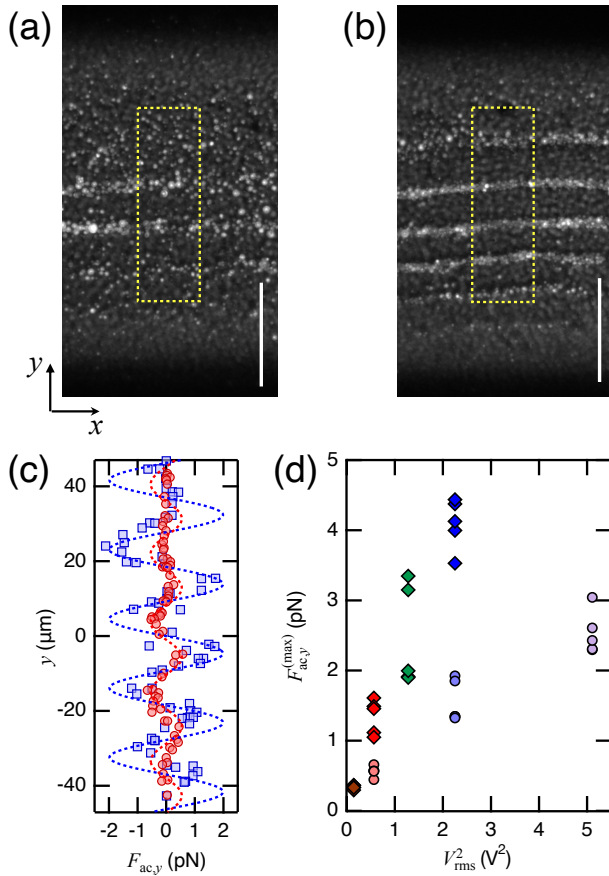 (a)
(b)
y
x
(c)
(d)
40
20
0
-20
-40
y (μm)
-2 -1 0 1 2
F_ac,y (pN)
5
4
3
2
1
0
F_ac,y^(max) (pN)
0 1 2 3 4 5
V_rms^2 (V^2)